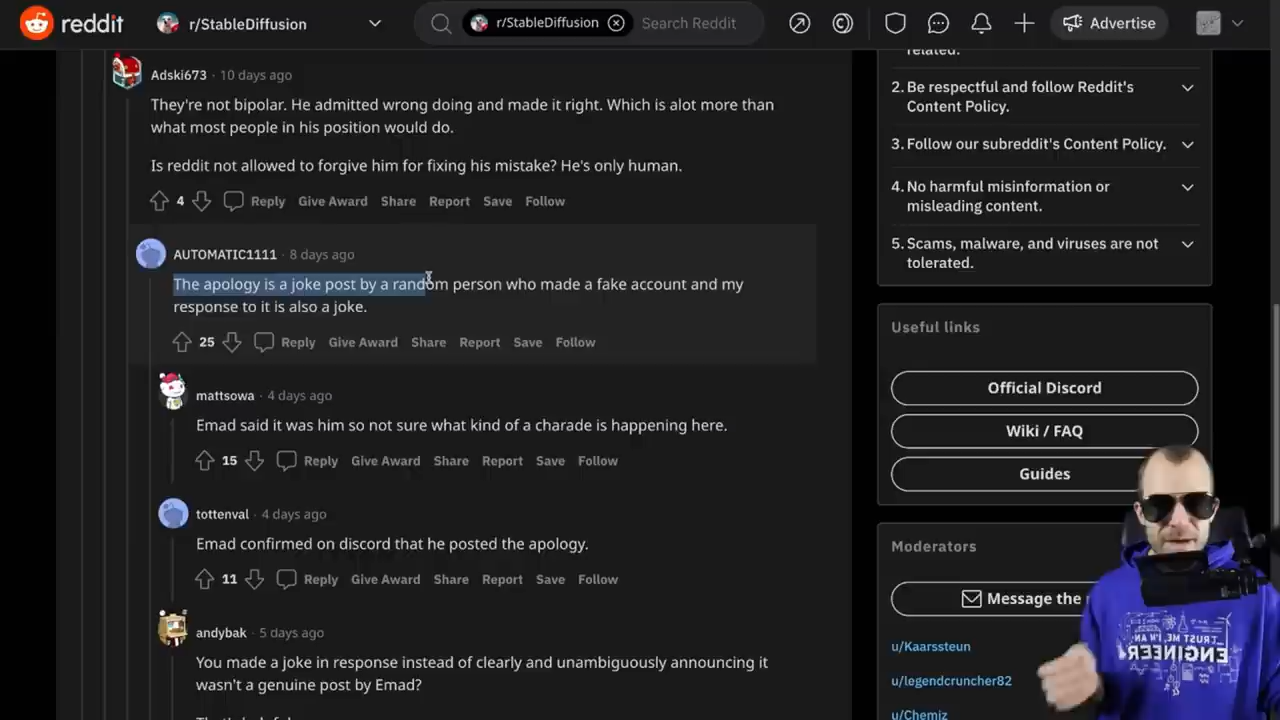 reddit
r/StableDiffusion
r/StableDiffusion
Search Reddit
Advertise
Adski673 · 10 days ago
They're not bipolar. He admitted wrong doing and made it right. Which is alot more than
what most people in his position would do.
Is reddit not allowed to forgive him for fixing his mistake? He's only human.
4 Reply Give Award Share Report Save Follow
AUTOMATIC1111 · 8 days ago
The apology is a joke post by a random person who made a fake account and my
response to it is also a joke.
25 Reply Give Award Share Report Save Follow
mattsowa · 4 days ago
Emad said it was him so not sure what kind of a charade is happening here.
15 Reply Give Award Share Report Save Follow
tottenval · 4 days ago
Emad confirmed on discord that he posted the apology.
11 Reply Give Award Share Report Save Follow
andybak · 5 days ago
You made a joke in response instead of clearly and unambiguously announcing it
wasn't a genuine post by Emad?
related.
2. Be respectful and follow Reddit's
Content Policy.
3. Follow our subreddit's Content Policy.
4. No harmful misinformation or
misleading content.
5. Scams, malware, and viruses are not
tolerated.
Useful links
Official Discord
Wiki / FAQ
Guides
Moderators
Message the
u/Kaarssteun
u/legendcruncher82
u/Chemiz
TRUST ME, I'M AN
ENGINEER